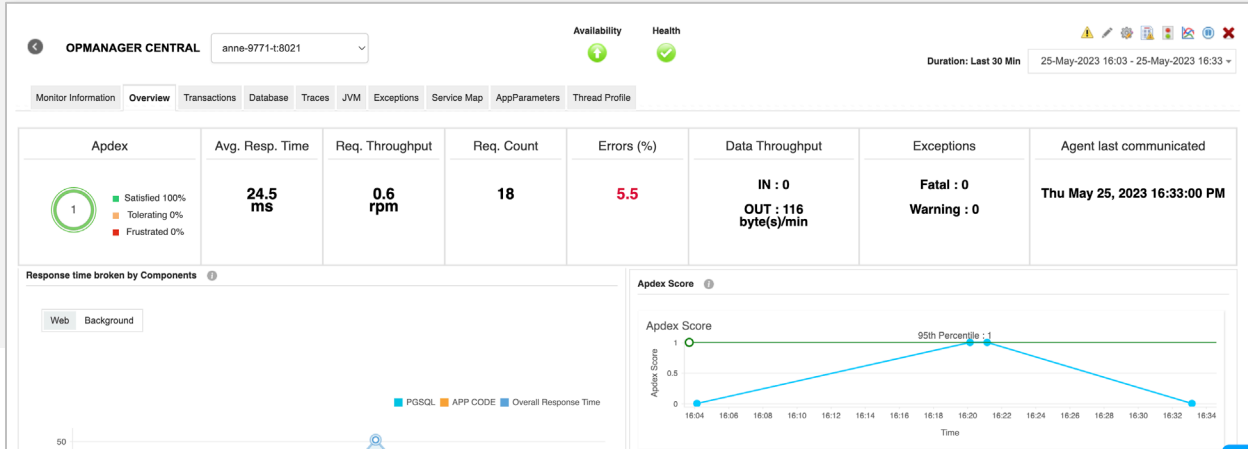 Availability Health
OPMANAGER CENTRAL anne-9771-t:8021
Duration: Last 30 Min 25-May-2023 16:03 - 25-May-2023 16:33
Monitor Information Overview Transactions Database Traces JVM Exceptions Service Map AppParameters Thread Profile
Apdex Avg. Resp. Time Req. Throughput Req. Count Errors (%) Data Throughput Exceptions Agent last communicated
1
Satisfied 100%
Tolerating 0%
Frustrated 0%
24.5
ms
0.6
rpm
18
5.5
IN : 0
OUT : 116
byte(s)/min
Fatal : 0
Warning : 0
Thu May 25, 2023 16:33:00 PM
Response time broken by Components
Web Background
PGSQL APP CODE Overall Response Time
50
Apdex Score
Apdex Score
95th Percentile : 1
Apdex Score
1
0.5
0
16:04 16:06 16:08 16:10 16:12 16:14 16:16 16:18 16:20 16:22 16:24 16:26 16:28 16:30 16:32 16:34
Time